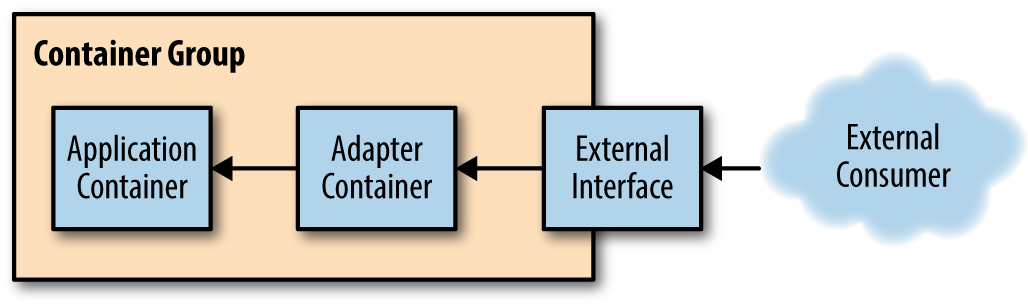 Container Group
Application
Container
Adapter
Container
External
Interface
External
Consumer